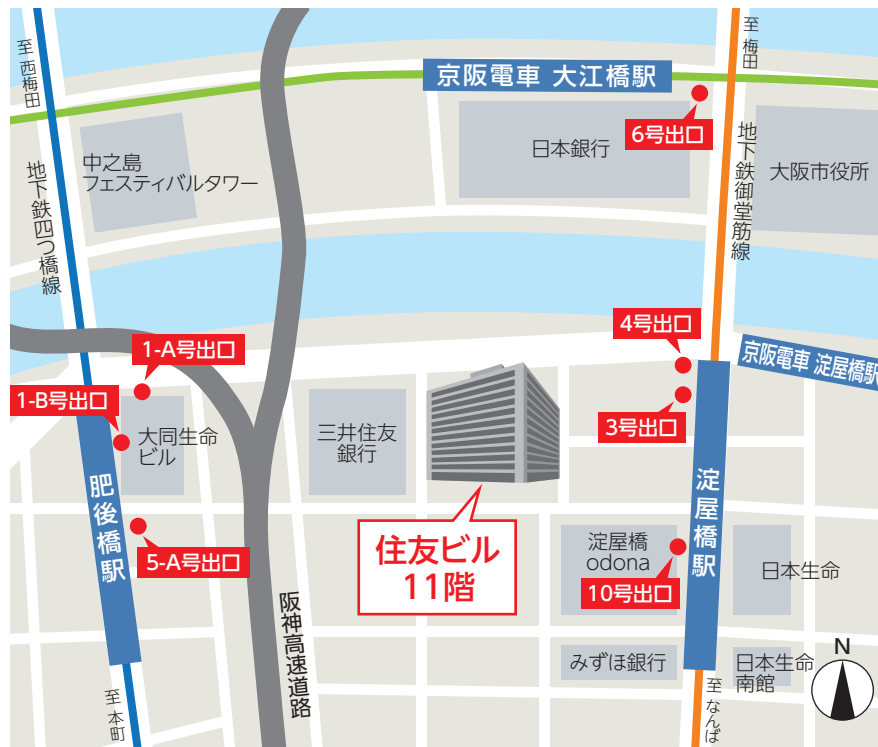 至 西梅田
京阪電車 大江橋駅
至 梅田
6号出口
日本銀行
中之島
フェスティバルタワー
地下鉄四つ橋線
地下鉄御堂筋線
大阪市役所
4号出口
京阪電車 淀屋橋駅
1-A号出口
1-B号出口
3号出口
大同生命
ビル
三井住友
銀行
肥後橋駅
淀屋橋駅
5-A号出口
住友ビル
11階
淀屋橋
odona
10号出口
日本生命
阪神高速道路
みずほ銀行
日本生命
南館
N
至 本町
至 なんば